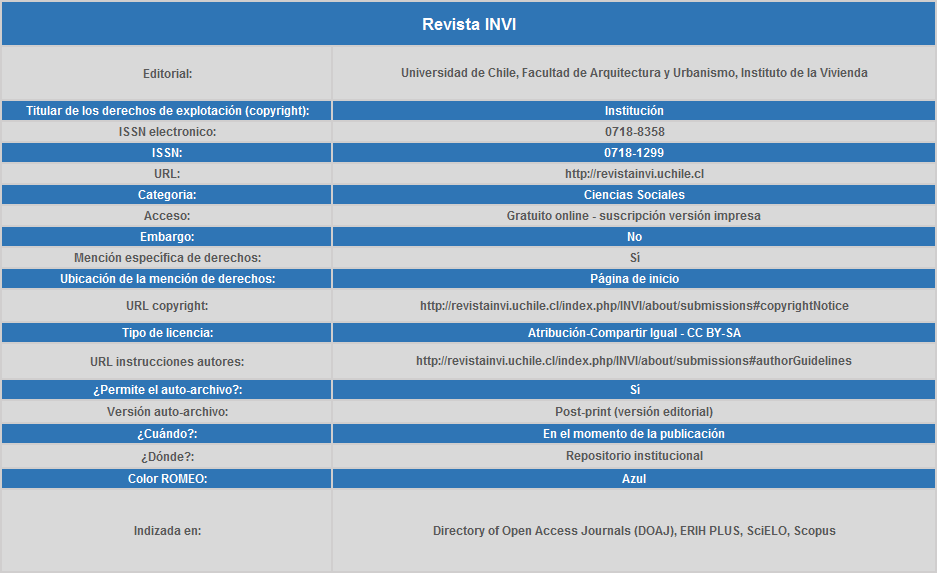 Revista INVI
Editorial: Universidad de Chile, Facultad de Arquitectura y Urbanismo, Instituto de la Vivienda
Titular de los derechos de explotación (copyright): Institución
ISSN electronico: 0718-8358
ISSN: 0718-1299
URL: http://revistainvi.uchile.cl
Categoria: Ciencias Sociales
Acceso: Gratuito online - suscripción versión impresa
Embargo: No
Mención específica de derechos: Sí
Ubicación de la mención de derechos: Página de inicio
URL copyright: http://revistainvi.uchile.cl/index.php/INVI/about/submissions#copyrightNotice
Tipo de licencia: Atribución-Compartir Igual - CC BY-SA
URL instrucciones autores: http://revistainvi.uchile.cl/index.php/INVI/about/submissions#authorGuidelines
¿Permite el auto-archivo?: Sí
Versión auto-archivo: Post-print (versión editorial)
¿Cuándo?: En el momento de la publicación
¿Dónde?: Repositorio institucional
Color ROMEO: Azul
Indizada en: Directory of Open Access Journals (DOAJ), ERIH PLUS, SciELO, Scopus